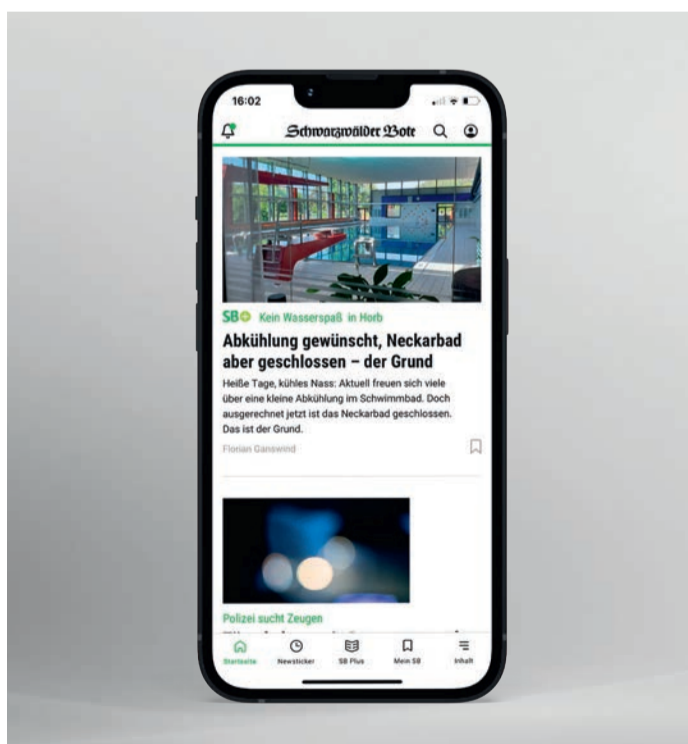 16:02
Schwarzwälder Bote
SB+ Kein Wasserspaß in Horb
Abkühlung gewünscht, Neckarbad
aber geschlossen – der Grund
Heiße Tage, kühles Nass: Aktuell freuen sich viele
über eine kleine Abkühlung im Schwimmbad. Doch
ausgerechnet jetzt ist das Neckarbad geschlossen.
Das ist der Grund.
Florian Ganswind
Polizei sucht Zeugen
Startseite Newsticker SB Plus Mein SB Inhalt